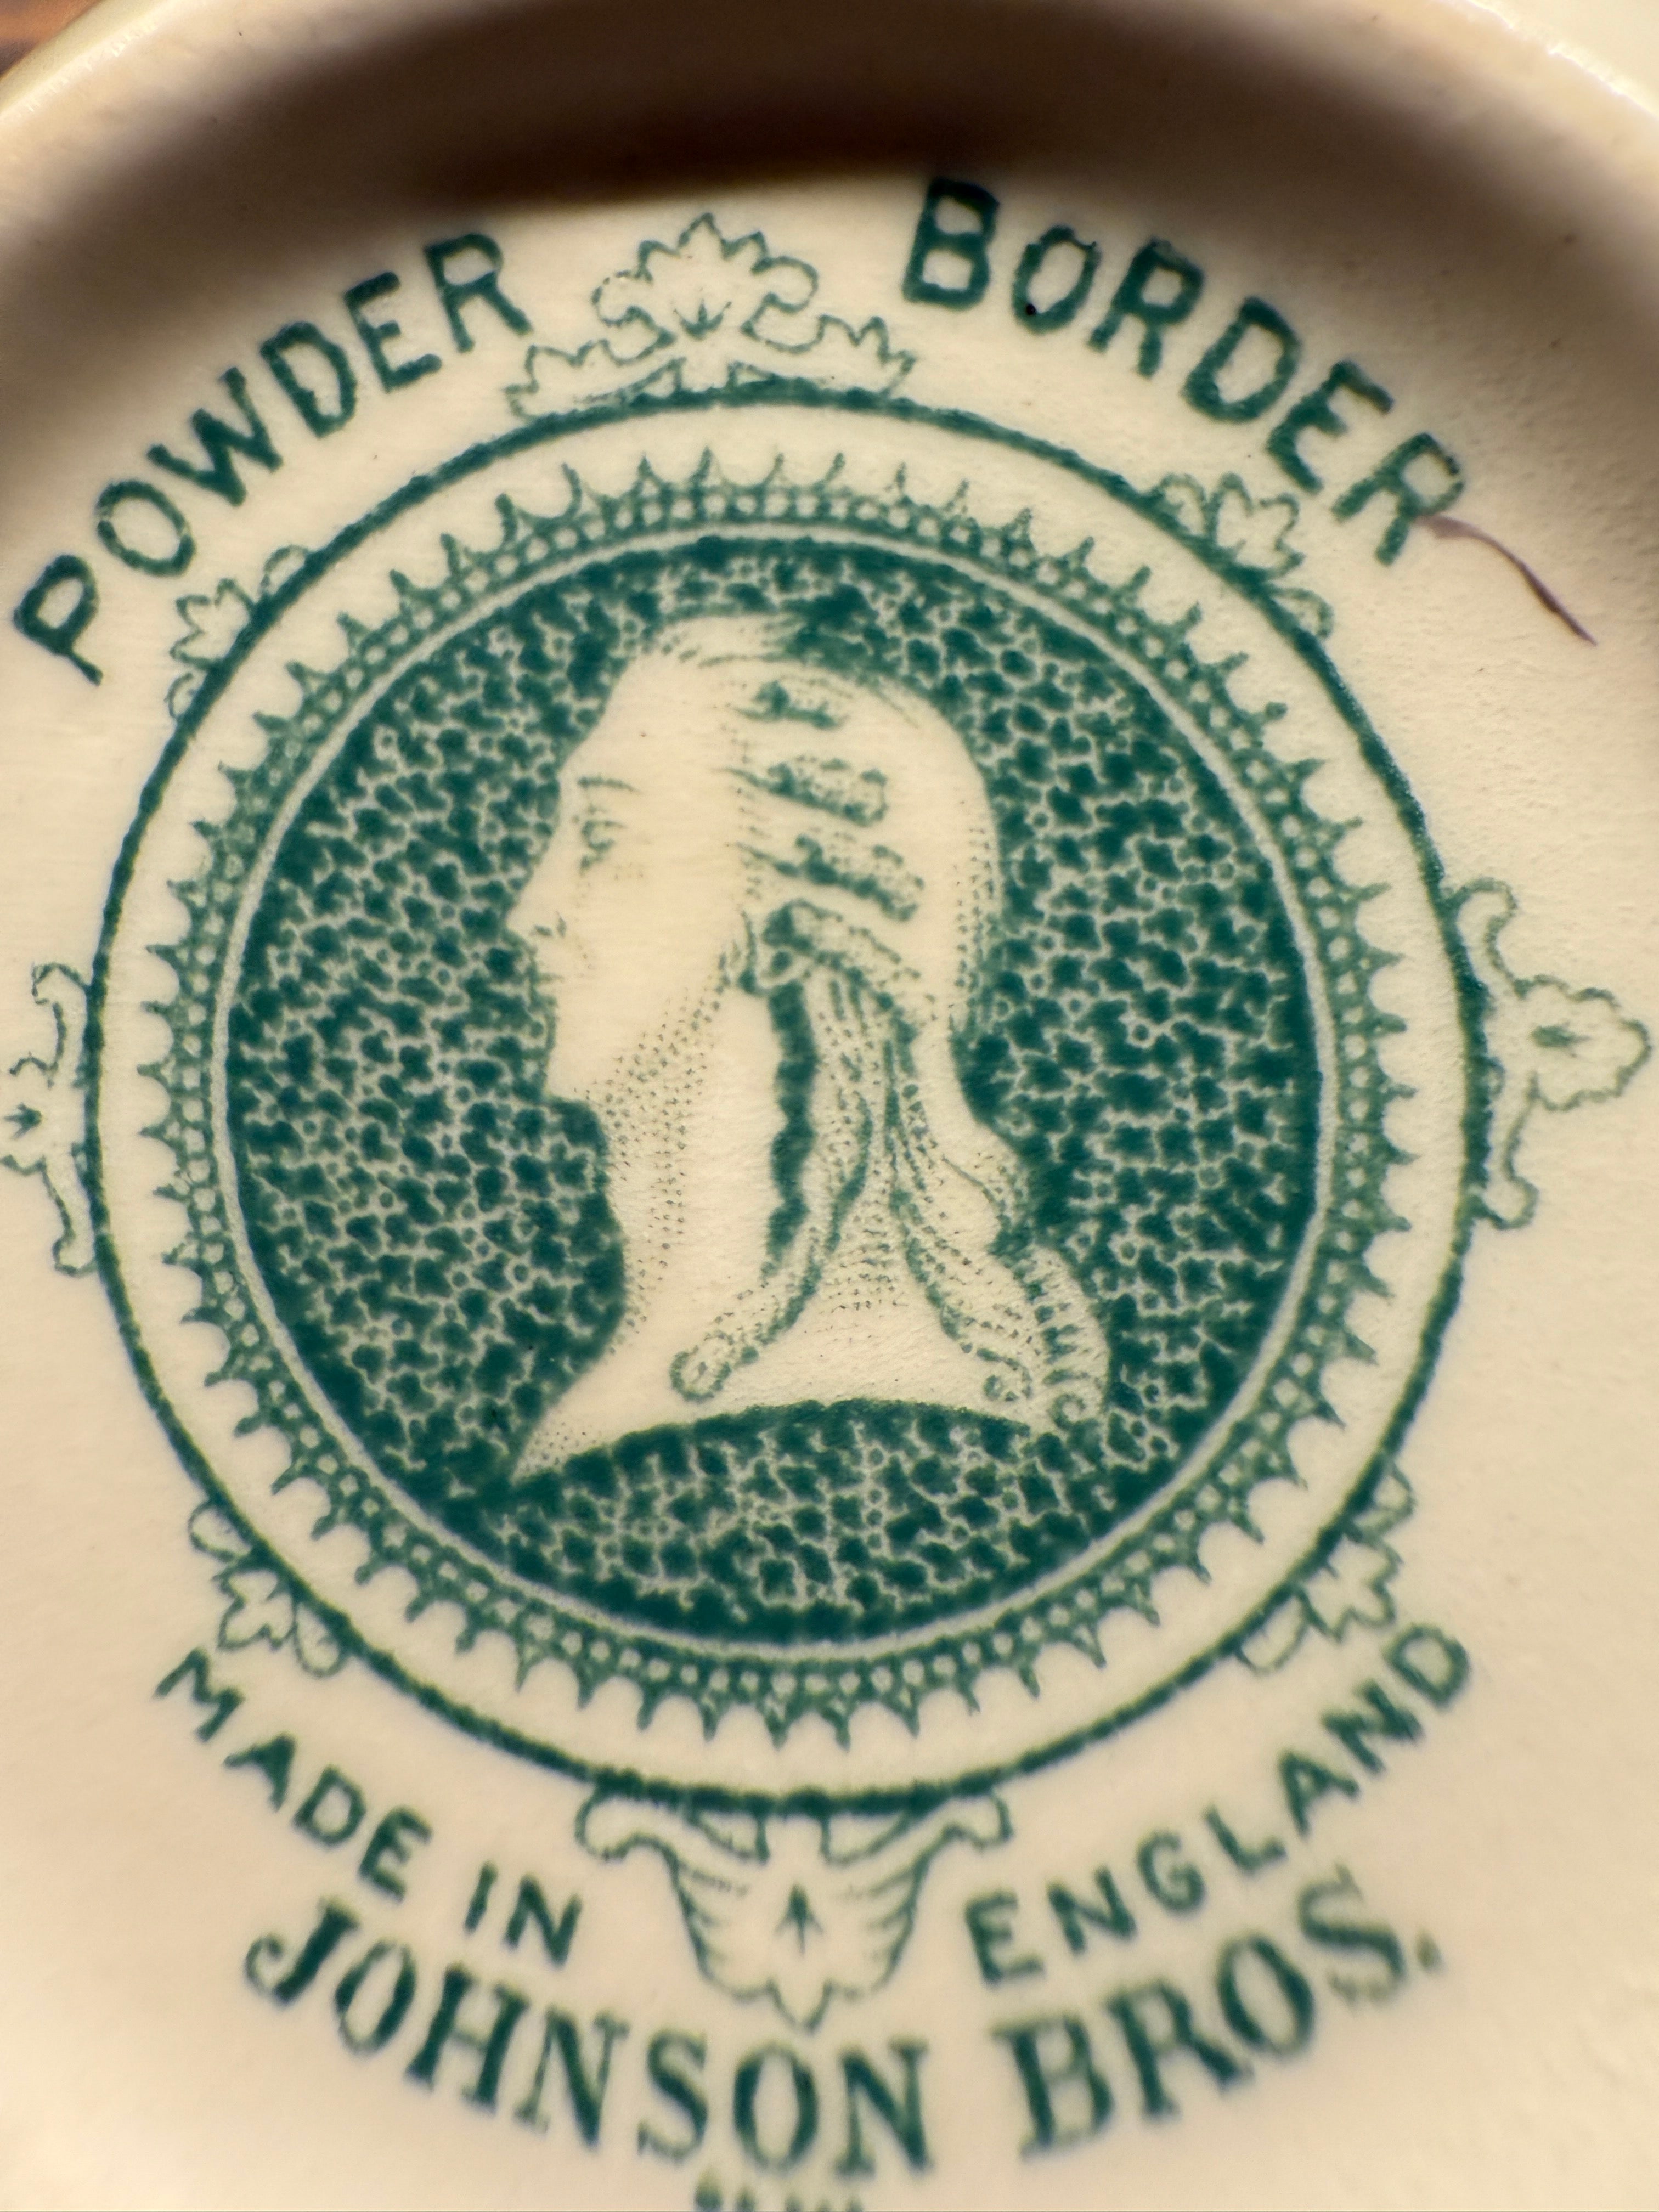 POWDER BORDER
MADE IN ENGLAND
JOHNSON BROS.